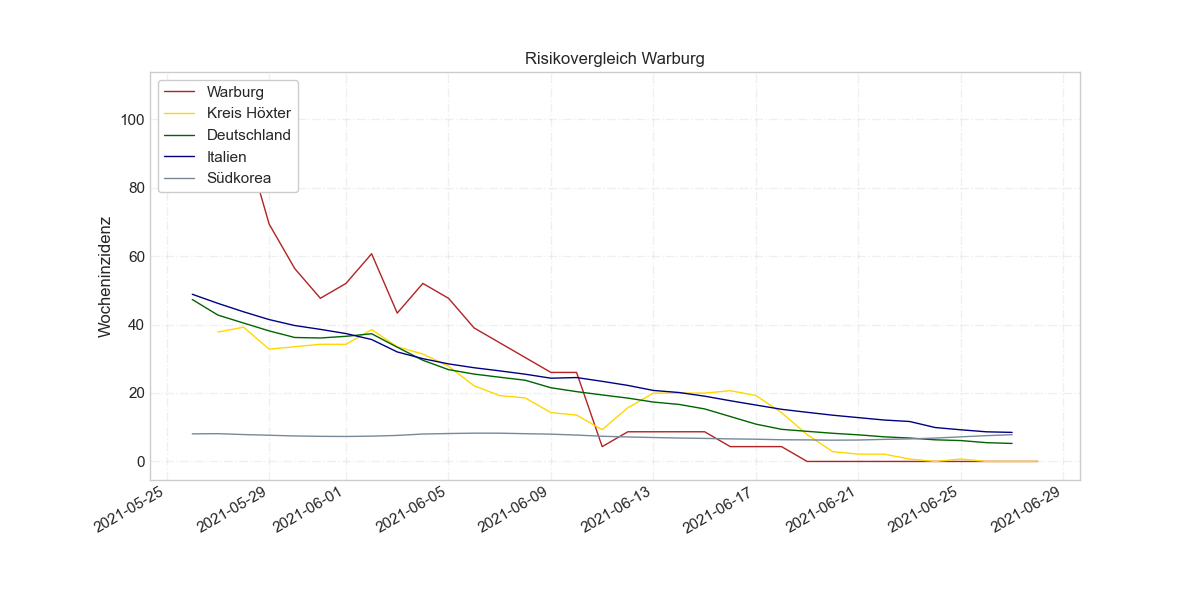 Risikovergleich Warburg
Warburg
Kreis Höxter
Deutschland
Italien
Südkorea
Wocheninzidenz
100
80
60
40
20
0
2021-05-25
2021-05-29
2021-06-01
2021-06-05
2021-06-09
2021-06-13
2021-06-17
2021-06-21
2021-06-25
2021-06-29